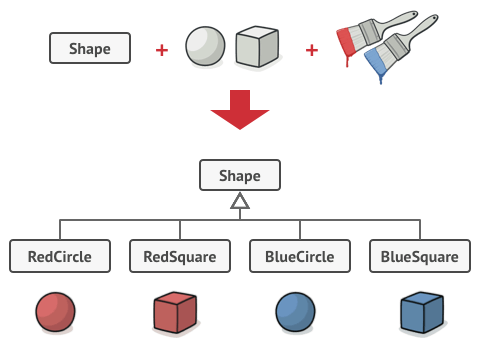 Shape
+
+
Shape
RedCircle
RedSquare
BlueCircle
BlueSquare